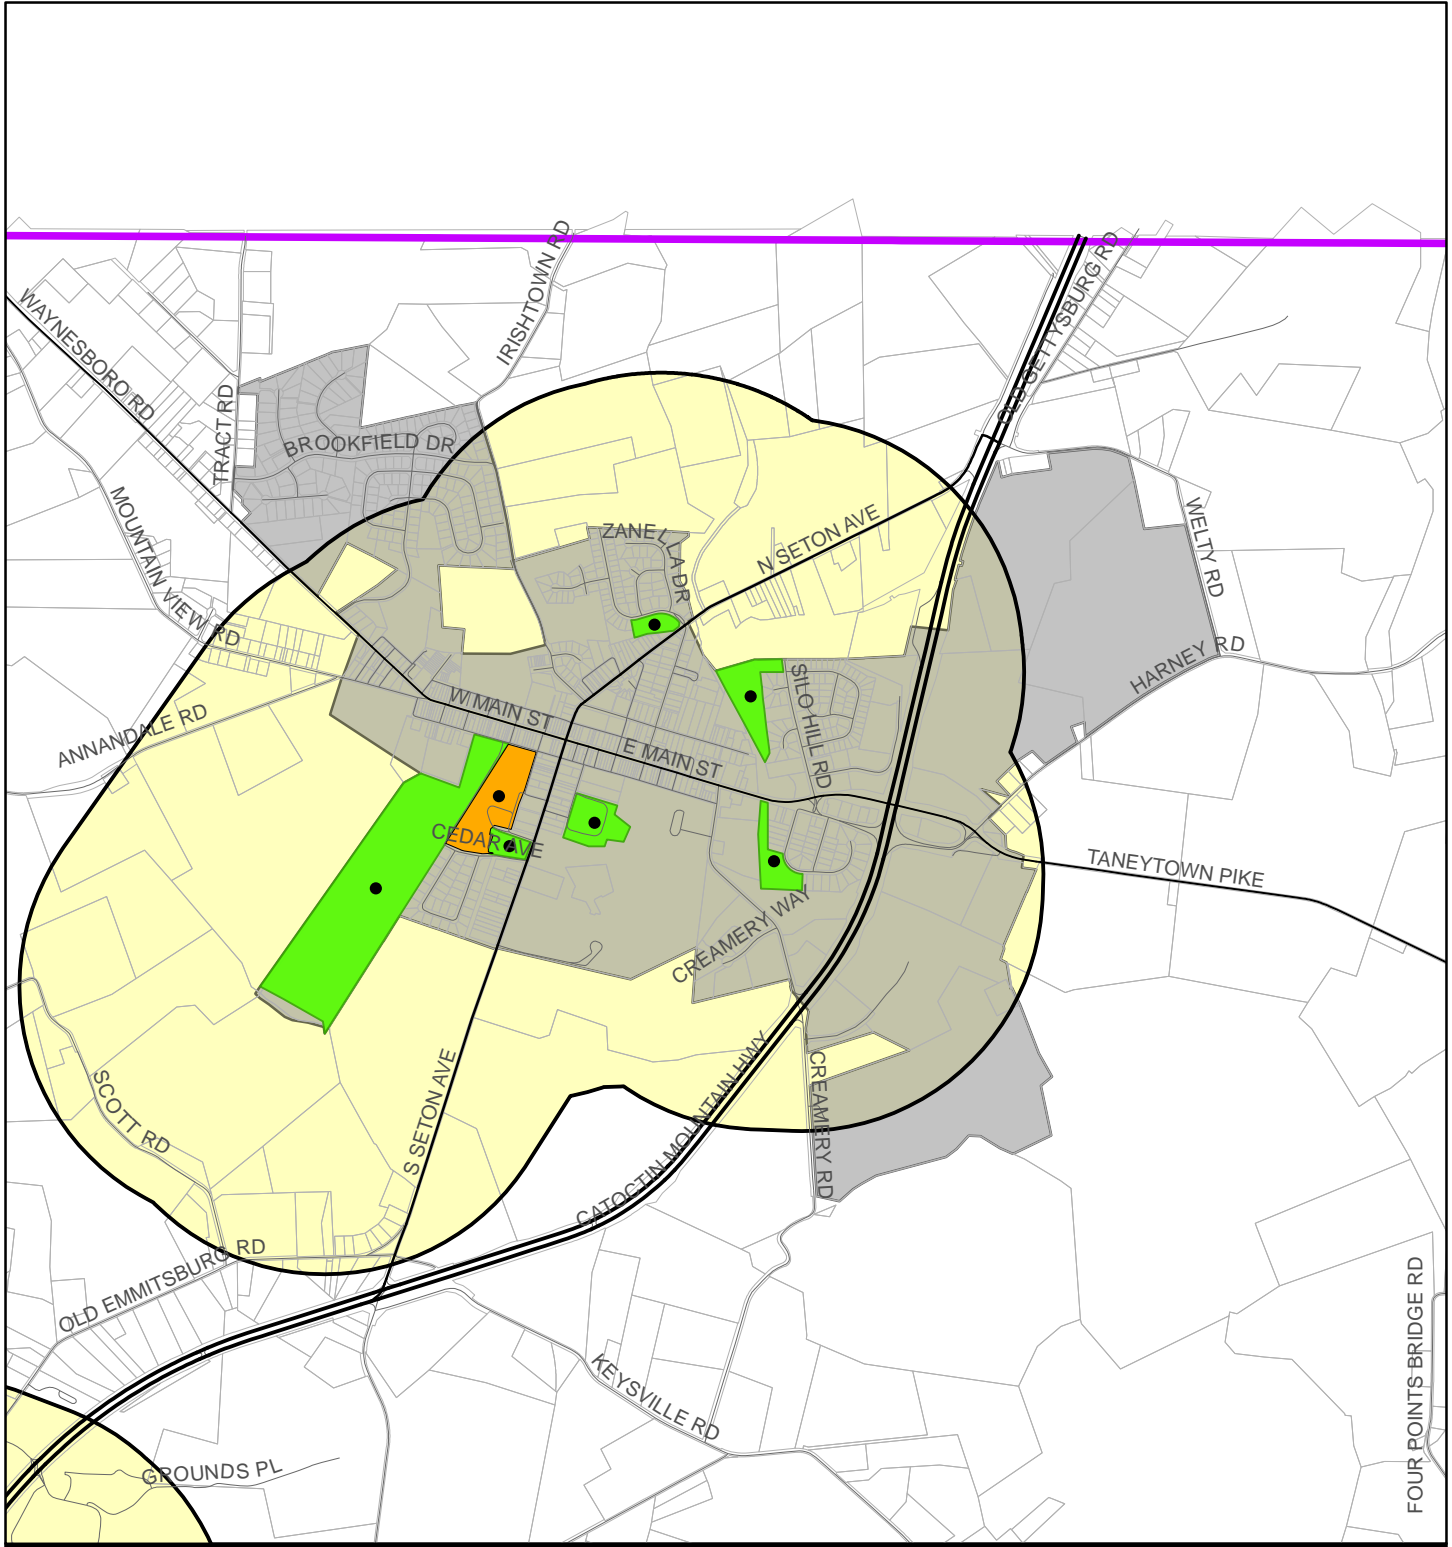 IRISHTOWN RD
OLD GETTYSBURG RD
WAYNESBORO RD
TRACT RD
BROOKFIELD DR
MOUNTAIN VIEW RD
ZANELLA DR
N SETON AVE
WELTY RD
HARNEY RD
ANNANDALE RD
W MAIN ST
E MAIN ST
SILO HILL RD
CEDAR AVE
TANEYTOWN PIKE
CREAMERY WAY
SCOTT RD
S SETON AVE
CATOCTIN MOUNTAIN HWY
CREAMERY RD
OLD EMMITSBURG RD
KEYSVILLE RD
FOUR POINTS BRIDGE RD
GROUNDS PL